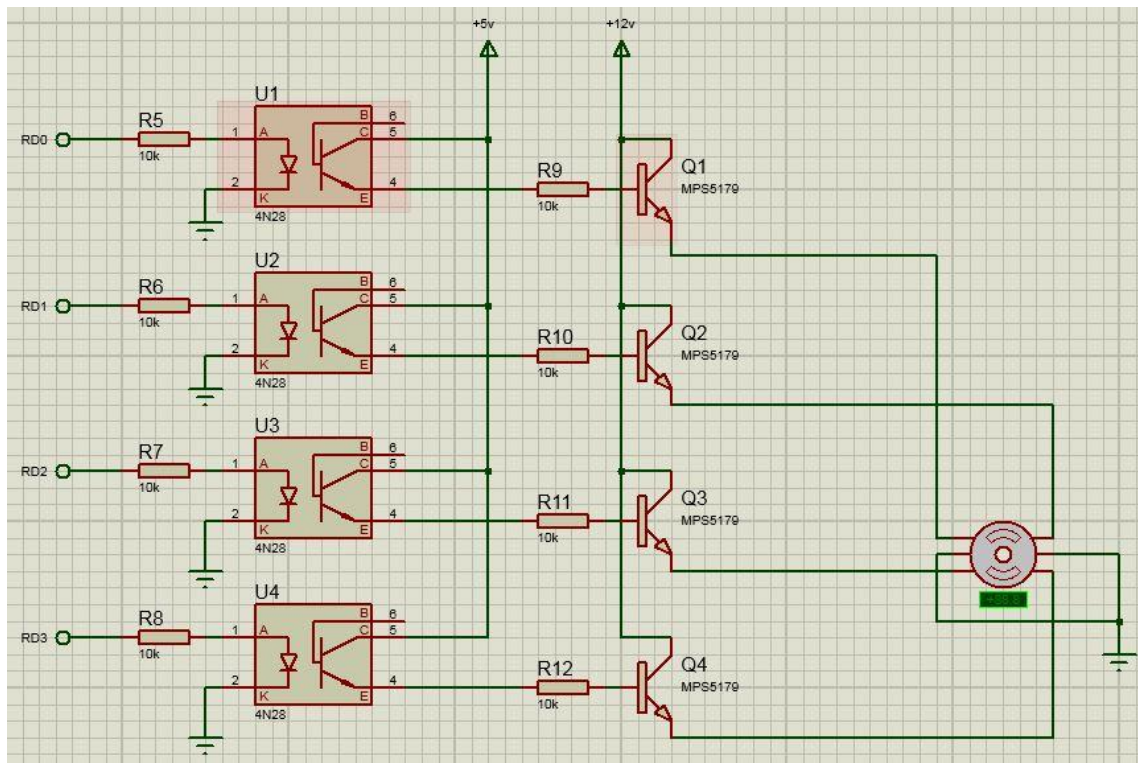 +5v
+12v
U1
R5
RD0
10k
1
A
2
K
B
6
C
5
4
E
4N28
R9
10k
Q1
MPS5179
U2
R6
RD1
10k
1
A
2
K
B
6
C
5
4
E
4N28
R10
10k
Q2
MPS5179
U3
R7
RD2
10k
1
A
2
K
B
6
C
5
4
E
4N28
R11
10k
Q3
MPS5179
U4
R8
RD3
10k
1
A
2
K
B
6
C
5
4
E
4N28
R12
10k
Q4
MPS5179